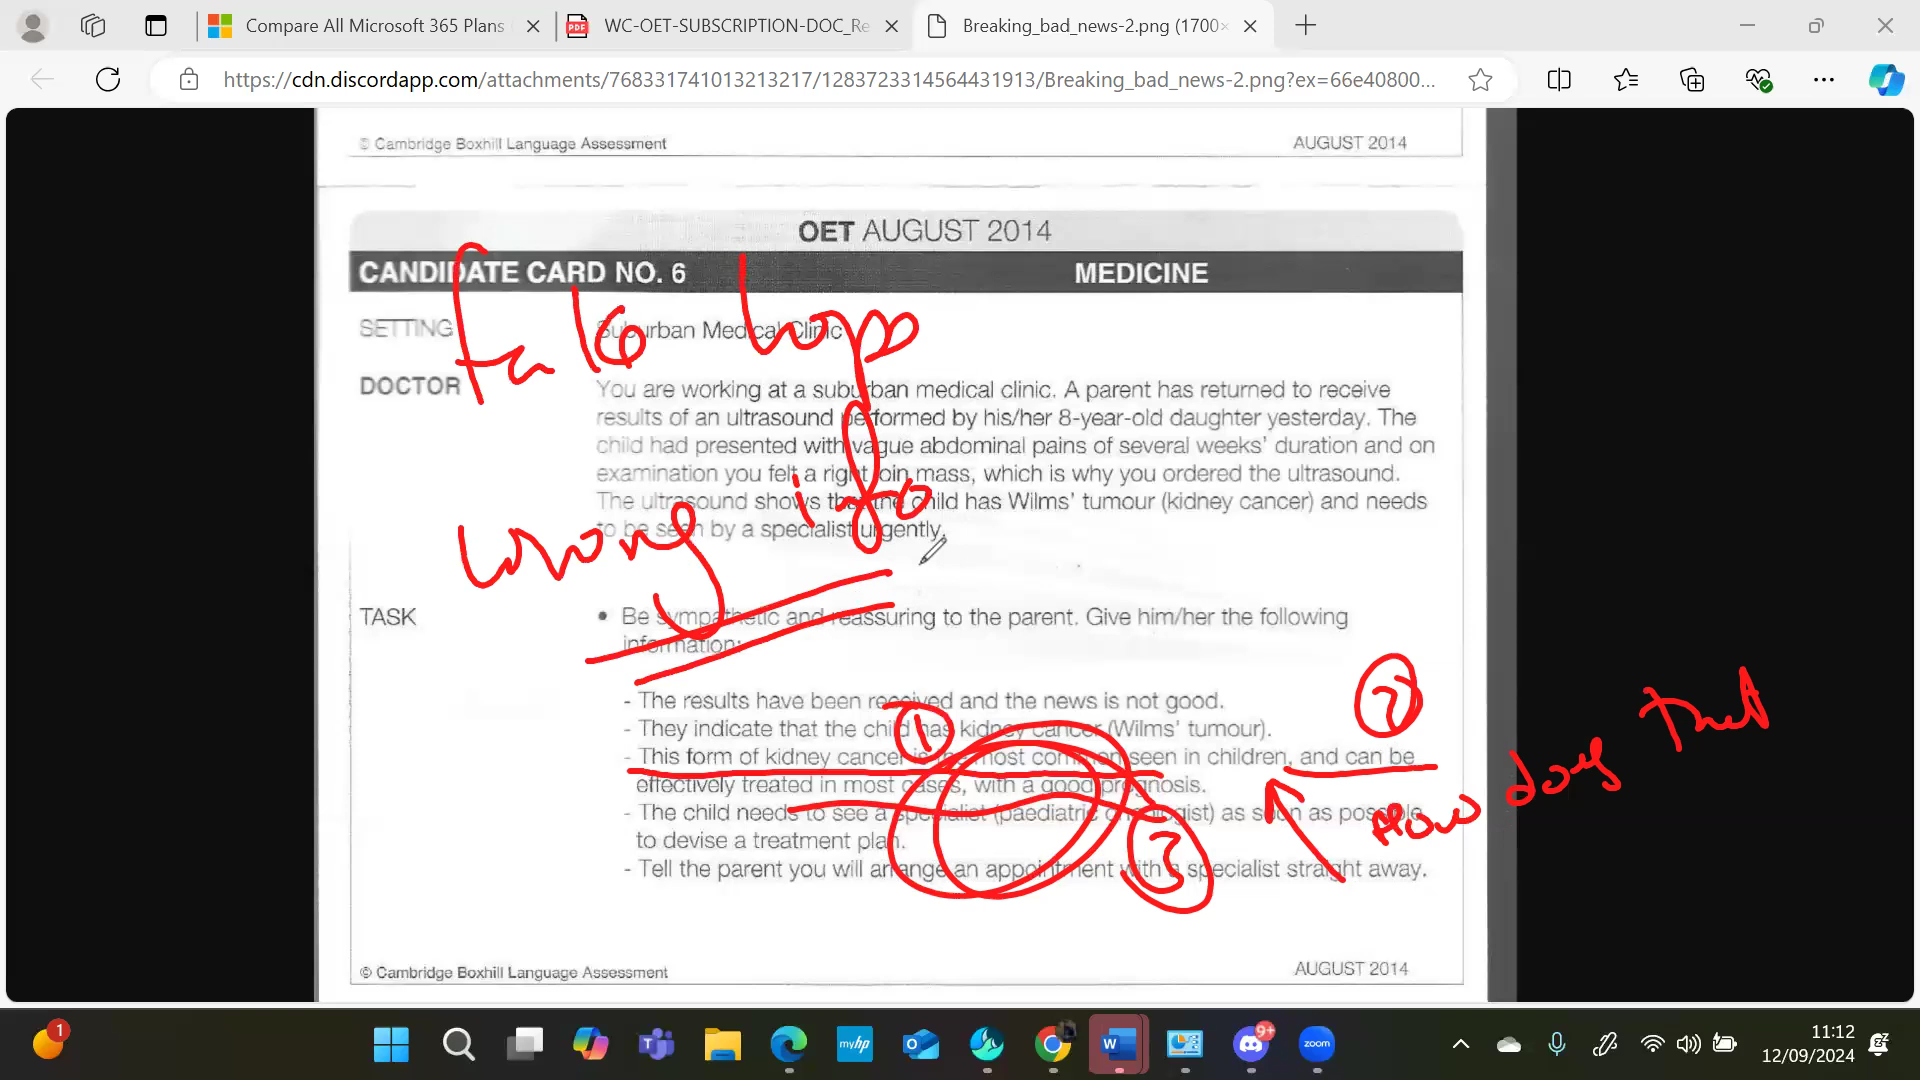 Compare All Microsoft 365 Plans
WC-OET-SUBSCRIPTION-DOC_Re
Breaking_bad_news-2.png (1700×
https://cdn.discordapp.com/attachments/768331741013213217/1283723314564431913/Breaking_bad_news-2.png?ex=66e40800...
© Cambridge Boxhill Language Assessment AUGUST 2014
OET AUGUST 2014
CANDIDATE CARD NO. 6 MEDICINE
false hope
SETTING Suburban Medical Clinic
DOCTOR You are working at a suburban medical clinic. A parent has returned to receive
results of an ultrasound performed by his/her 8-year-old daughter yesterday. The
child had presented with vague abdominal pains of several weeks' duration and on
examination you felt a right loin mass, which is why you ordered the ultrasound.
The ultrasound shows that the child has Wilms' tumour (kidney cancer) and needs
to be seen by a specialist urgently.
wrong info
TASK • Be sympathetic and reassuring to the parent. Give him/her the following
information:
- The results have been received and the news is not good.
- They indicate that the child has kidney cancer (Wilms' tumour).
- This form of kidney cancer is the most common seen in children, and can be
effectively treated in most cases, with a good prognosis.
- The child needs to see a specialist (paediatric oncologist) as soon as possible
to devise a treatment plan.
- Tell the parent you will arrange an appointment with a specialist straight away.
1
2
3
How does that
© Cambridge Boxhill Language Assessment AUGUST 2014
1
myhp
W
9+
zoom
11:12
12/09/2024